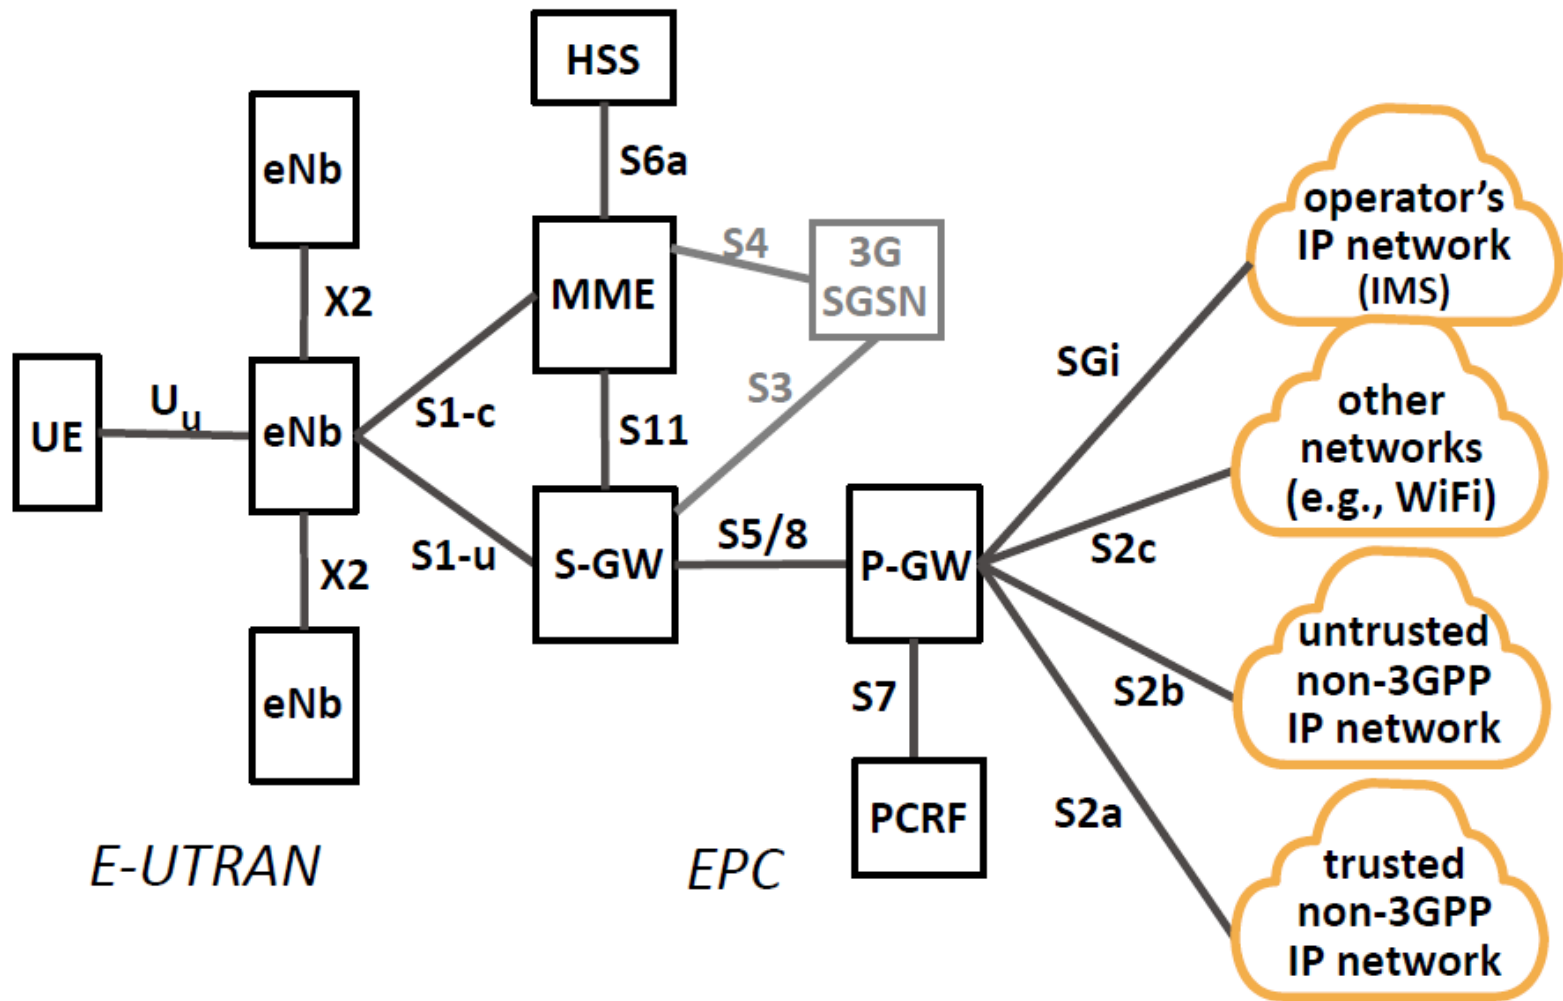 HSS
eNb
S6a
operator's
IP network
(IMS)
S4
3G
SGSN
MME
X2
SGi
UE
Uu
eNb
S1-c
S3
S11
other
networks
(e.g., WiFi)
S1-u
S-GW
S5/8
P-GW
S2c
X2
untrusted
non-3GPP
IP network
eNb
S7
S2b
PCRF
S2a
E-UTRAN
EPC
trusted
non-3GPP
IP network